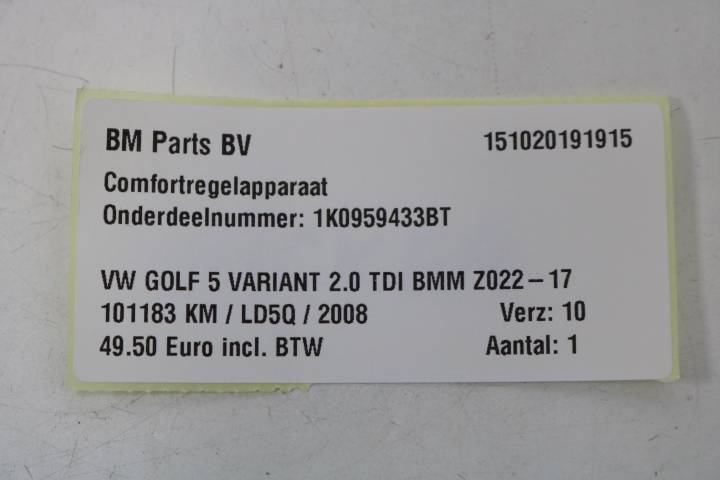 BM Parts BV 151020191915
Comfortregelapparaat
Onderdeelnummer: 1K0959433BT
VW GOLF 5 VARIANT 2.0 TDI BMM Z022-17
101183 KM / LD5Q / 2008 Verz: 10
49.50 Euro incl. BTW Aantal: 1